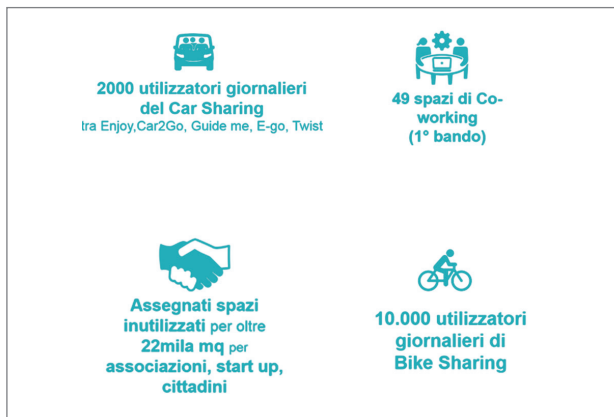 2000 utilizzatori giornalieri
del Car Sharing
tra Enjoy,Car2Go, Guide me, E-go, Twist
49 spazi di Co-
working
(1° bando)
Assegnati spazi
inutilizzati per oltre
22mila mq per
associazioni, start up,
cittadini
10.000 utilizzatori
giornalieri di
Bike Sharing